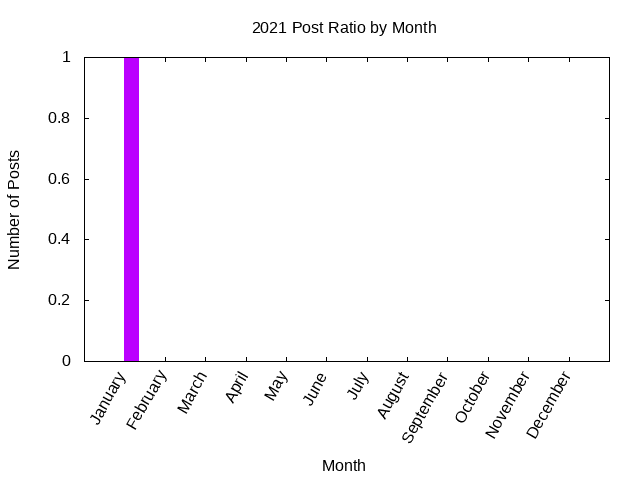 2021 Post Ratio by Month
1
0.8
0.6
0.4
0.2
0
Number of Posts
January
February
March
April
May
June
July
August
September
October
November
December
Month